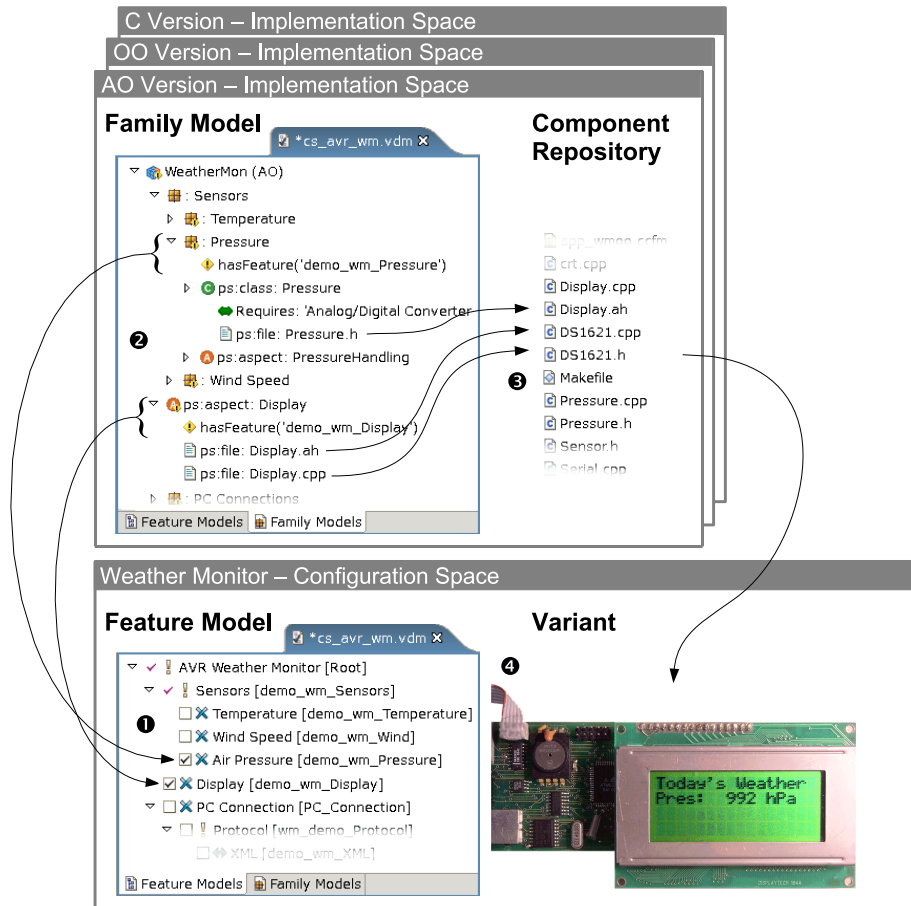 C Version – Implementation Space
OO Version – Implementation Space
AO Version – Implementation Space
Family Model
*cs_avr_wm.vdm
WeatherMon (AO)
: Sensors
: Temperature
: Pressure
hasFeature('demo_wm_Pressure')
ps:class: Pressure
Requires: 'Analog/Digital Converter
ps:file: Pressure.h
❷
ps:aspect: PressureHandling
: Wind Speed
ps:aspect: Display
hasFeature('demo_wm_Display')
ps:file: Display.ah
ps:file: Display.cpp
: PC Connections
Feature Models
Family Models
Component
Repository
crt.cpp
Display.cpp
Display.ah
DS1621.cpp
DS1621.h
❸
Makefile
Pressure.cpp
Pressure.h
Sensor.h
Serial.cpp
Weather Monitor – Configuration Space
Feature Model
*cs_avr_wm.vdm
AVR Weather Monitor [Root]
Sensors [demo_wm_Sensors]
❶
Temperature [demo_wm_Temperature]
Wind Speed [demo_wm_Wind]
Air Pressure [demo_wm_Pressure]
Display [demo_wm_Display]
PC Connection [PC_Connection]
Protocol [wm_demo_Protocol]
XML [demo_wm_XML]
Feature Models
Family Models
Variant
❹
Today's Weather
Pres: 992 hPa